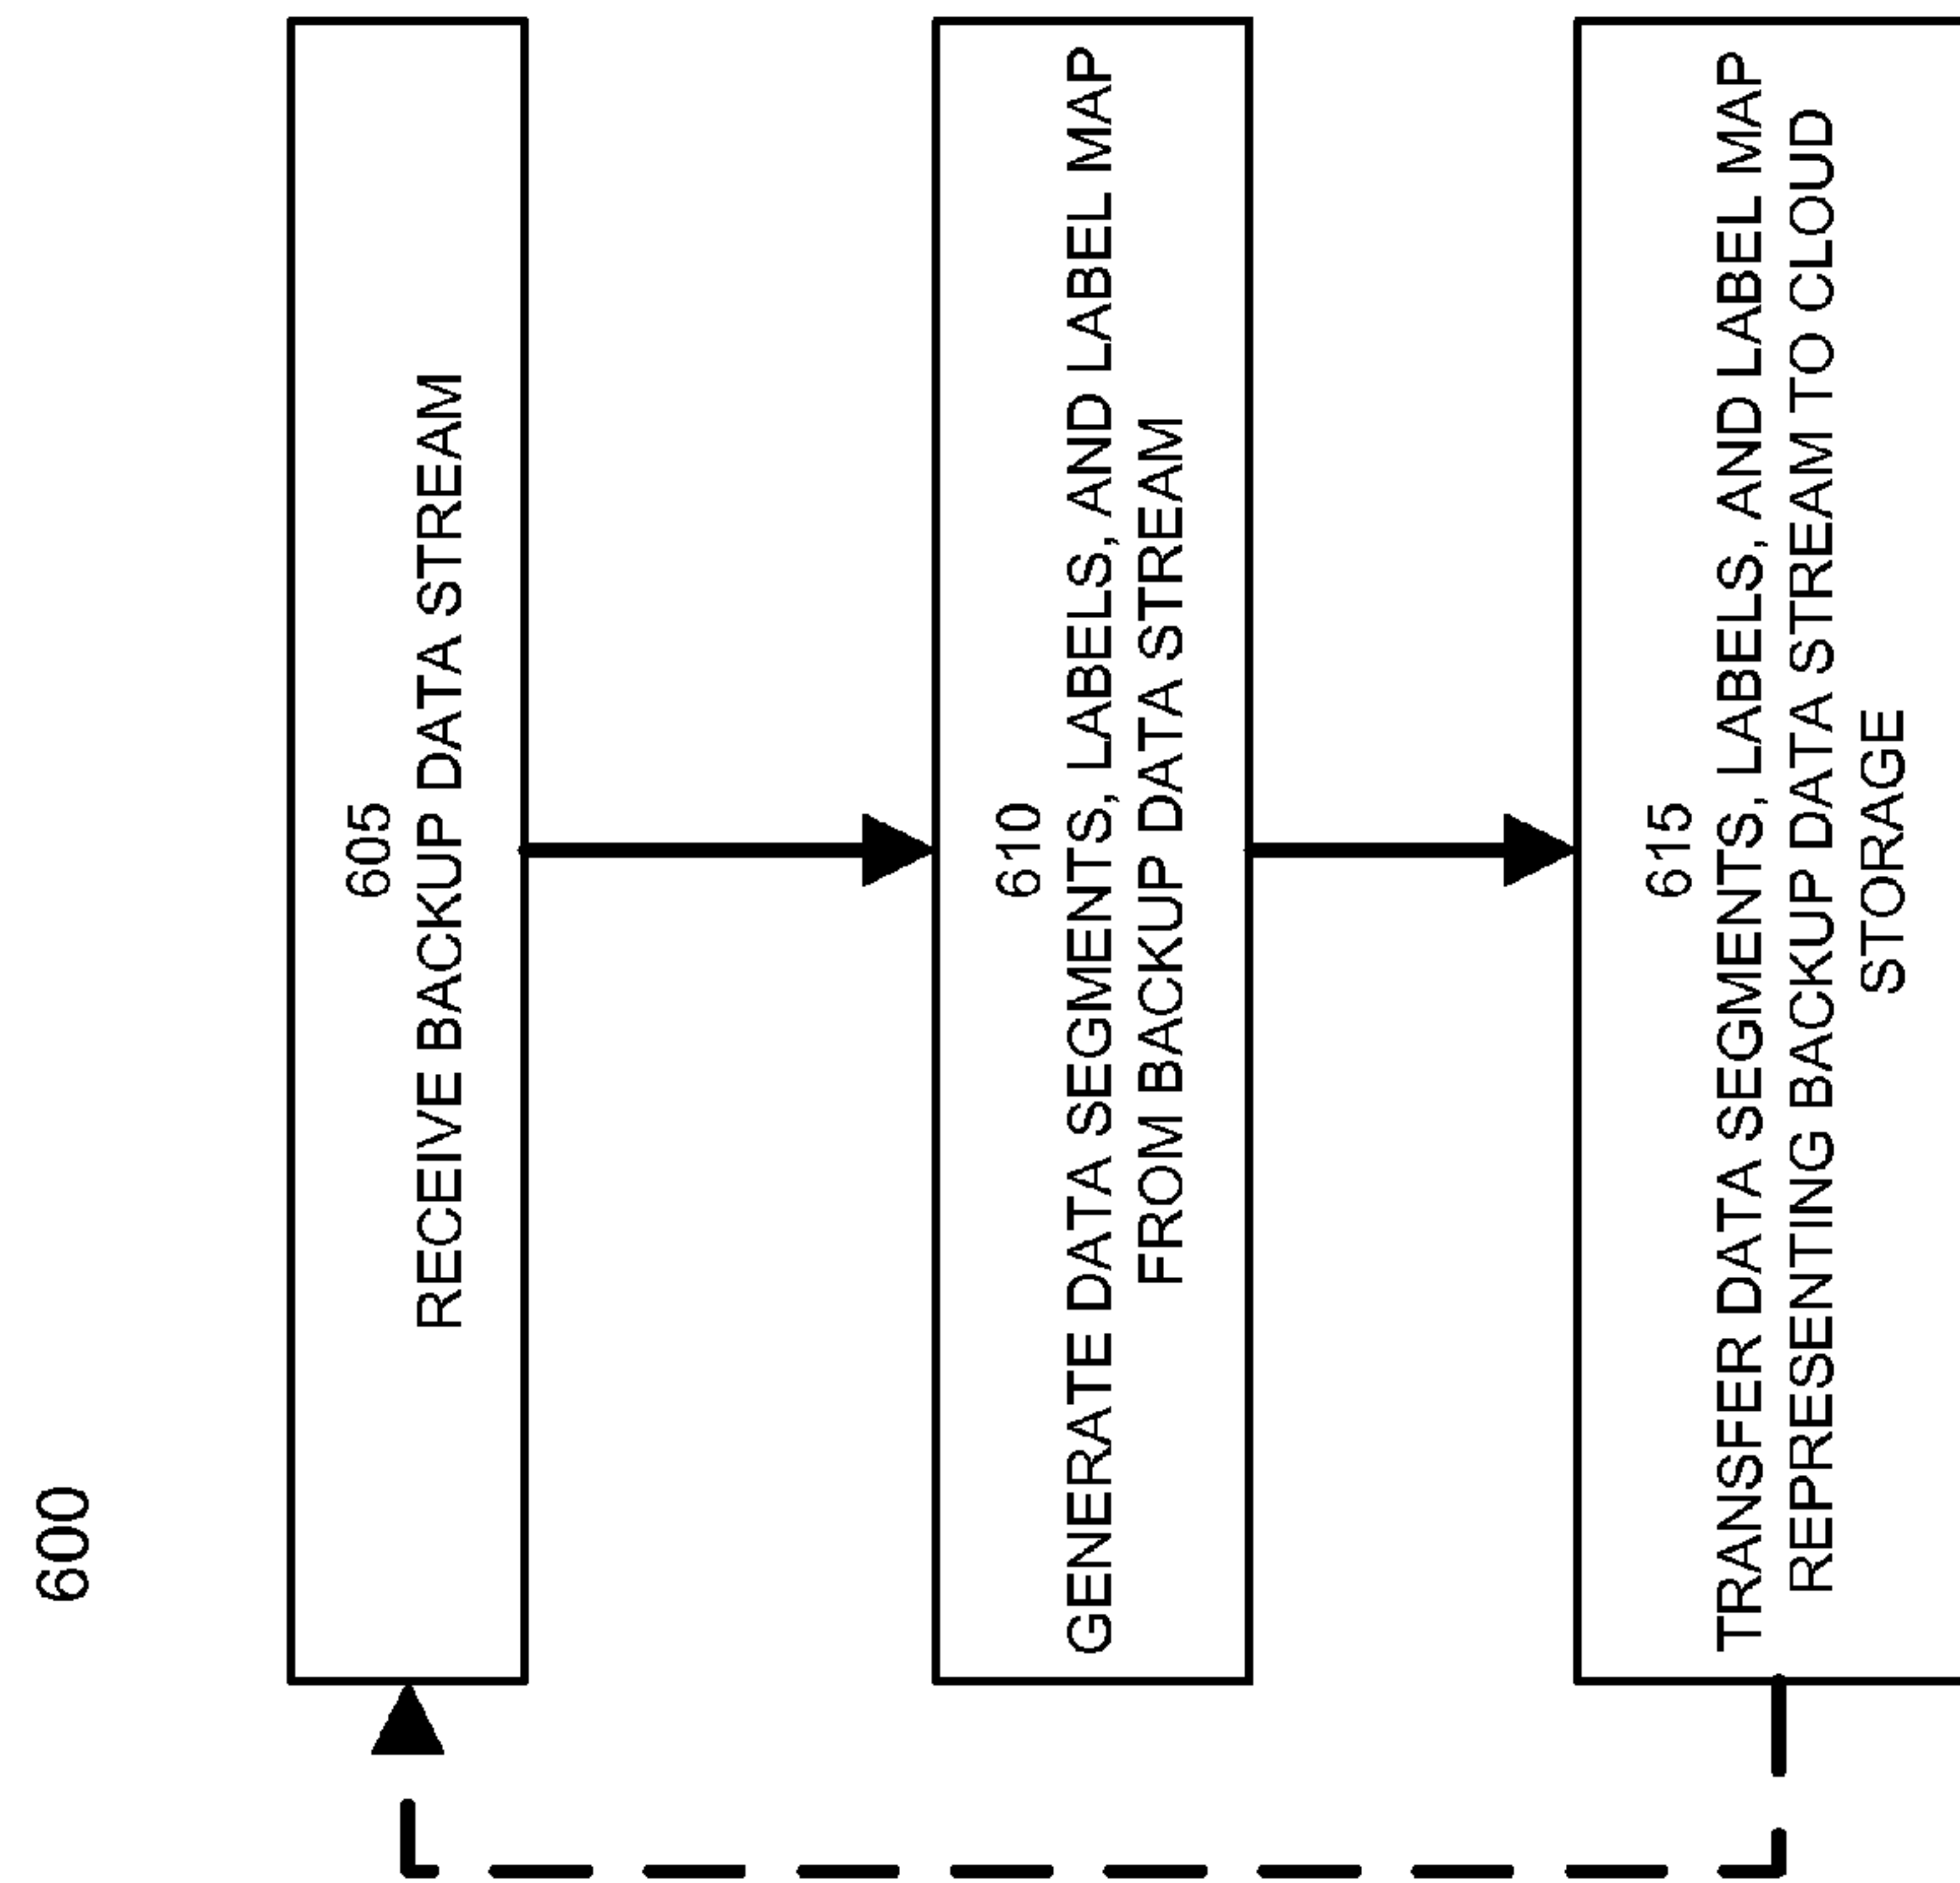 600
605
RECEIVE BACKUP DATA STREAM
610
GENERATE DATA SEGMENTS, LABELS, AND LABEL MAP
FROM BACKUP DATA STREAM
615
TRANSFER DATA SEGMENTS, LABELS, AND LABEL MAP
REPRESENTING BACKUP DATA STREAM TO CLOUD
STORAGE